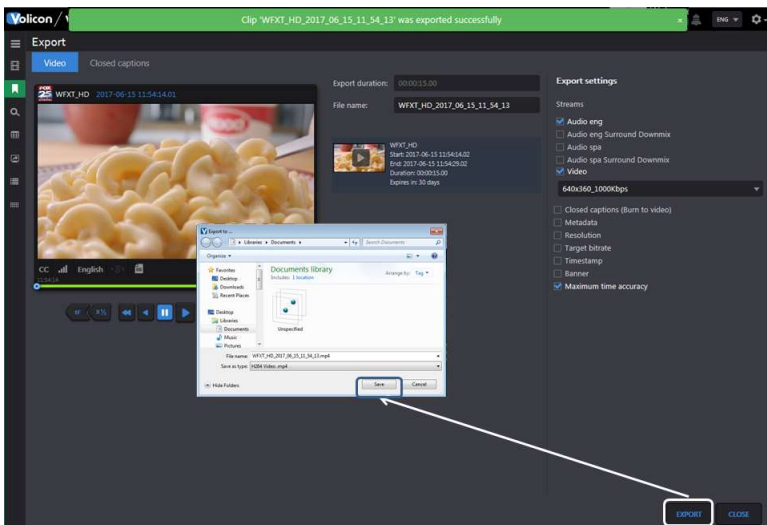 Volicon /
Clip 'WFXT_HD_2017_06_15_11_54_13' was exported successfully
×
ENG
Export
Video
Closed captions
FOX 25
WFXT_HD 2017-06-15 11:54:14.01
CC
English
11:54:14
Export duration: 00:00:15.00
File name: WFXT_HD_2017_06_15_11_54_13
WFXT_HD
Start: 2017-06-15 11:54:14.02
End: 2017-06-15 11:54:29.02
Duration: 00:00:15.00
Expires in: 30 days
Export settings
Streams
Audio eng
Audio eng Surround Downmix
Audio spa
Audio spa Surround Downmix
Video
640x360_1000Kbps
Closed captions (Burn to video)
Metadata
Resolution
Target bitrate
Timestamp
Banner
Maximum time accuracy
Export to ...
Libraries
Documents
Search Documents
Organize
Favorites
Desktop
Downloads
Recent Places
Desktop
Libraries
Documents
Music
Pictures
Documents library
Includes: 1 location
Arrange by: Tag
Unspecified
File name: WFXT_HD_2017_06_15_11_54_13.mp4
Save as type: H264 Video .mp4
Hide Folders
Save
Cancel
EXPORT
CLOSE